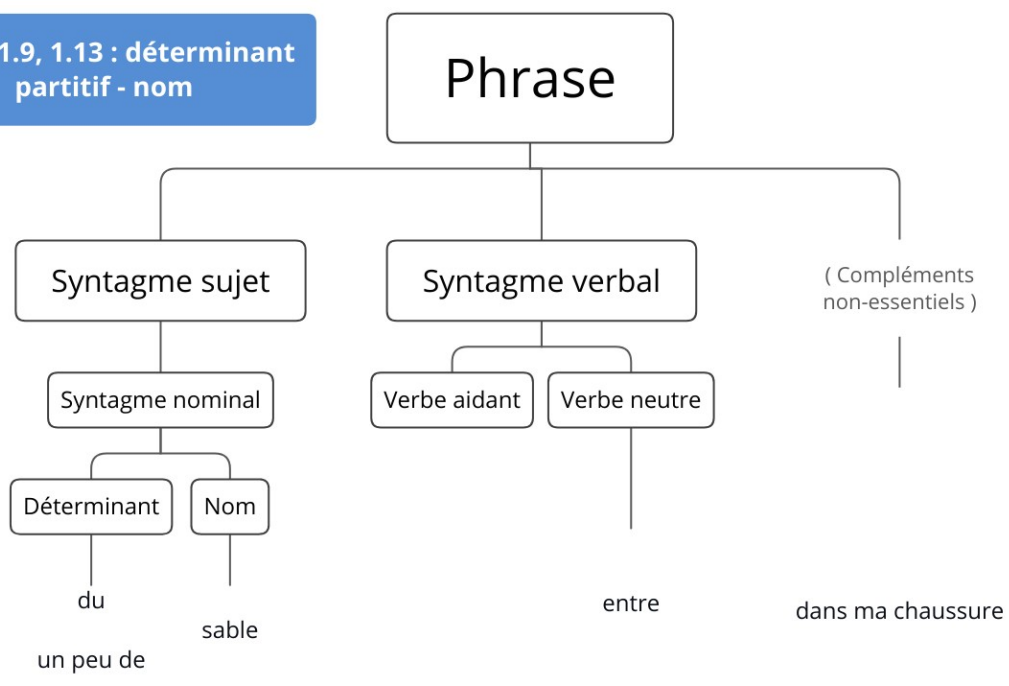 1.9, 1.13 : déterminant
partitif - nom
Phrase
Syntagme sujet
Syntagme verbal
( Compléments
non-essentiels )
Syntagme nominal
Verbe aidant
Verbe neutre
Déterminant
Nom
du
sable
un peu de
entre
dans ma chaussure